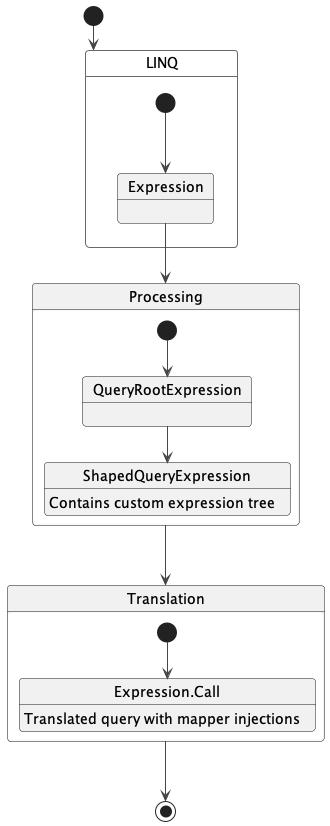 LINQ
Expression
Processing
QueryRootExpression
ShapedQueryExpression
Contains custom expression tree
Translation
Expression.Call
Translated query with mapper injections